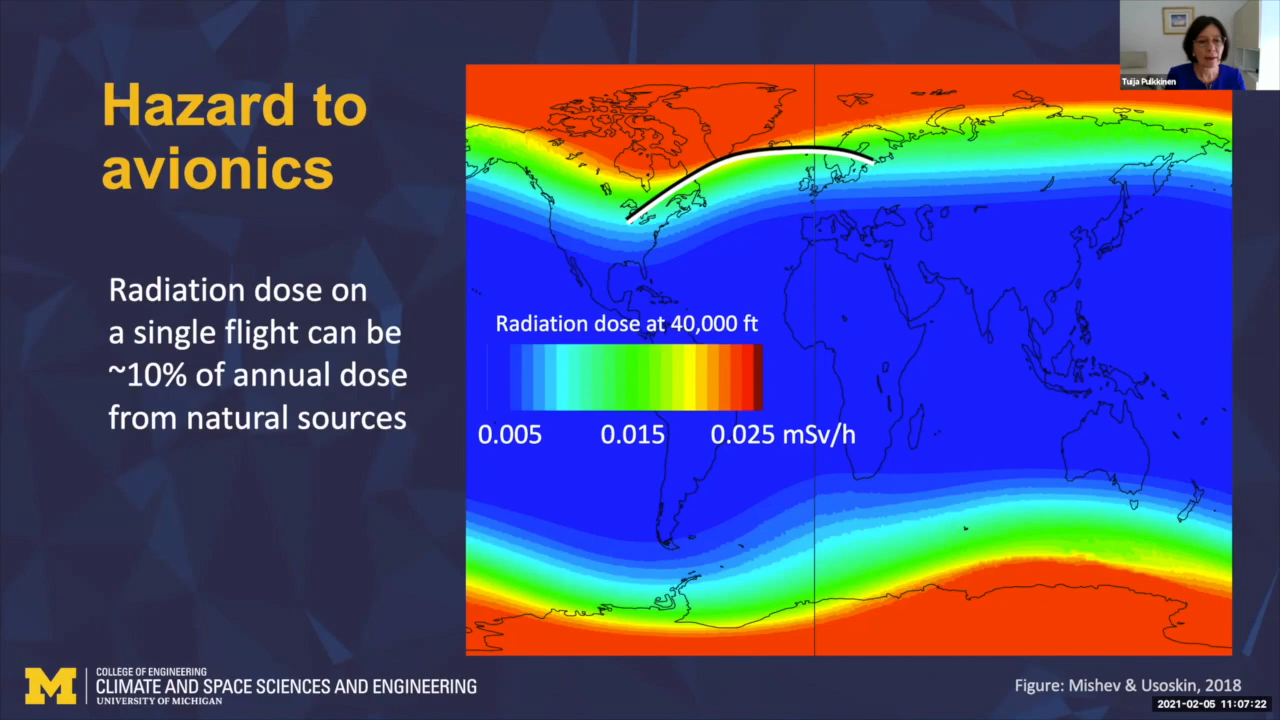 Hazard to
avionics
Radiation dose on
a single flight can be
~10% of annual dose
from natural sources
Tuija Pulkkinen
Radiation dose at 40,000 ft
0.005 0.015 0.025 mSv/h
M
COLLEGE OF ENGINEERING
CLIMATE AND SPACE SCIENCES AND ENGINEERING
UNIVERSITY OF MICHIGAN
Figure: Mishev & Usoskin, 2018
2021-02-05 11:07:22